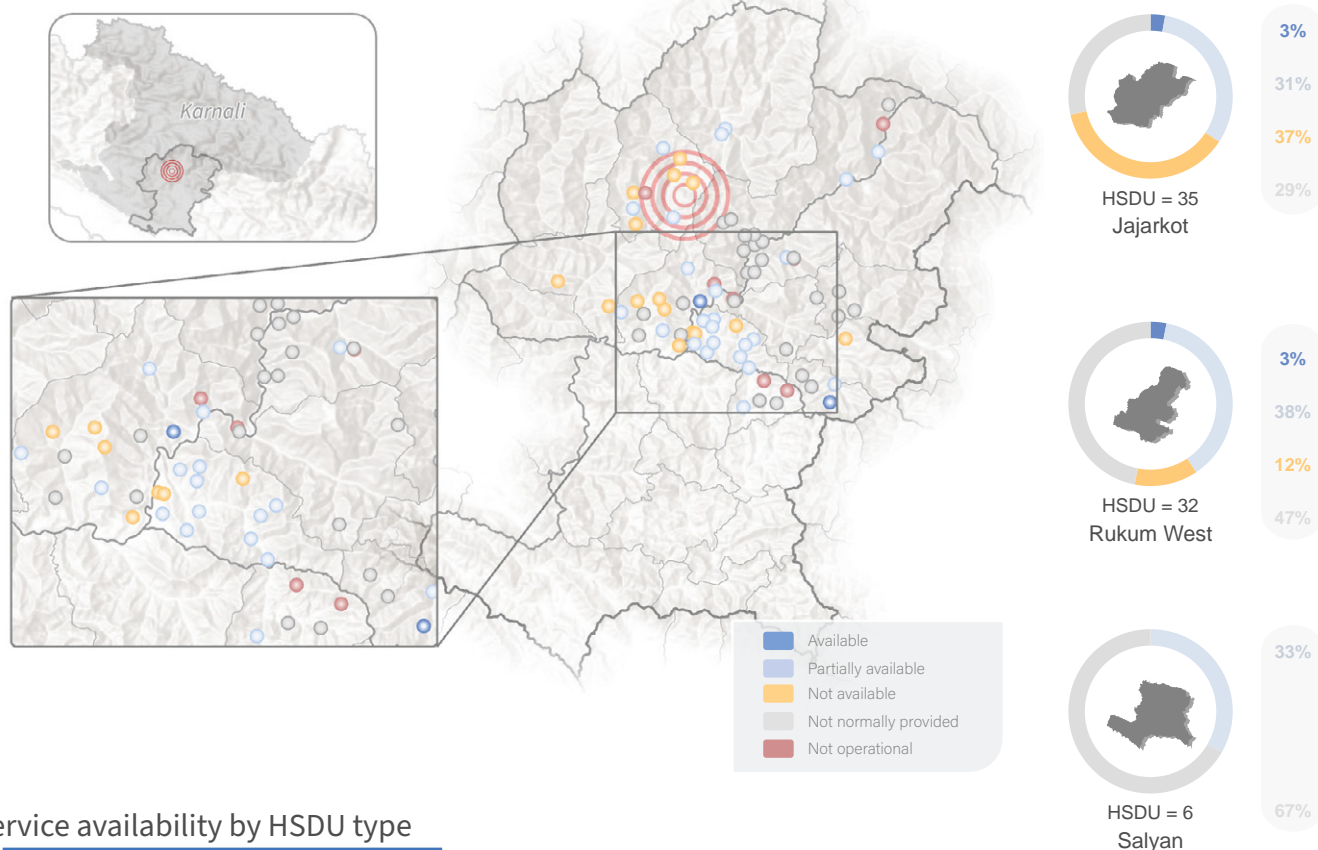 Karnali
3%
31%
37%
29%
HSDU = 35
Jajarkot
3%
38%
12%
47%
HSDU = 32
Rukum West
Available
Partially available
Not available
Not normally provided
Not operational
33%
67%
HSDU = 6
Salyan
ervice availability by HSDU type